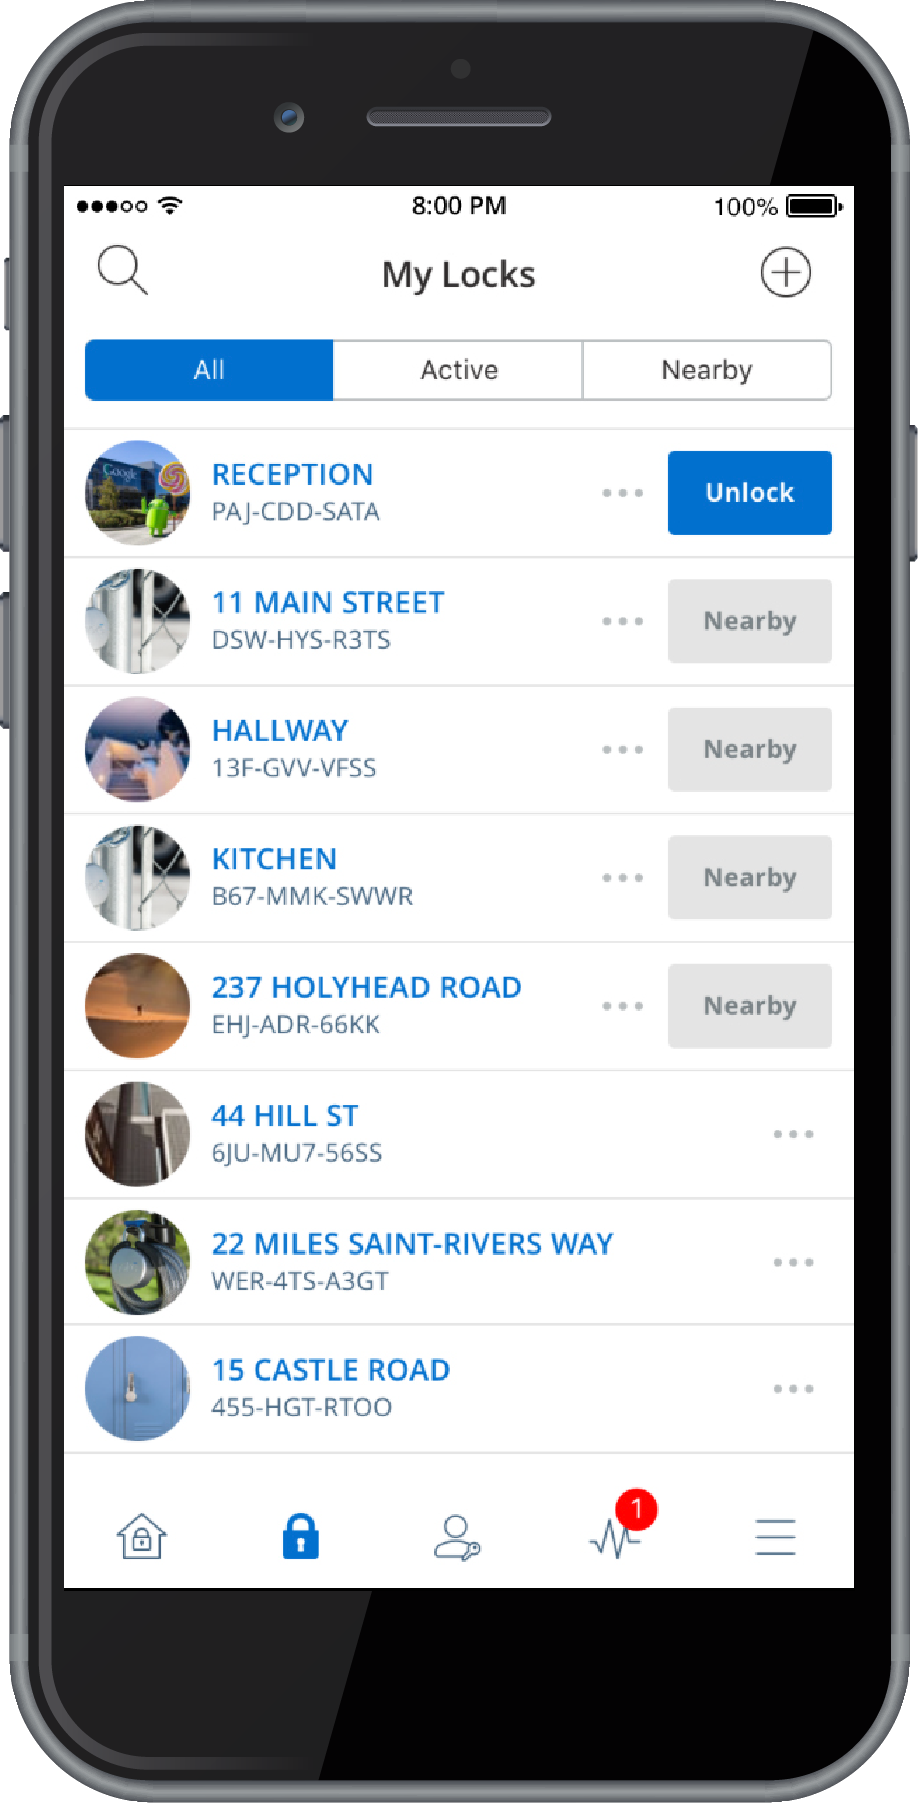 8:00 PM
100%
My Locks
All
Active
Nearby
Google
RECEPTION
PAJ-CDD-SATA
Unlock
11 MAIN STREET
DSW-HYS-R3TS
Nearby
HALLWAY
13F-GVV-VFSS
Nearby
KITCHEN
B67-MMK-SWWR
Nearby
237 HOLYHEAD ROAD
EHJ-ADR-66KK
Nearby
44 HILL ST
6JU-MU7-56SS
22 MILES SAINT-RIVERS WAY
WER-4TS-A3GT
15 CASTLE ROAD
455-HGT-RTOO
1